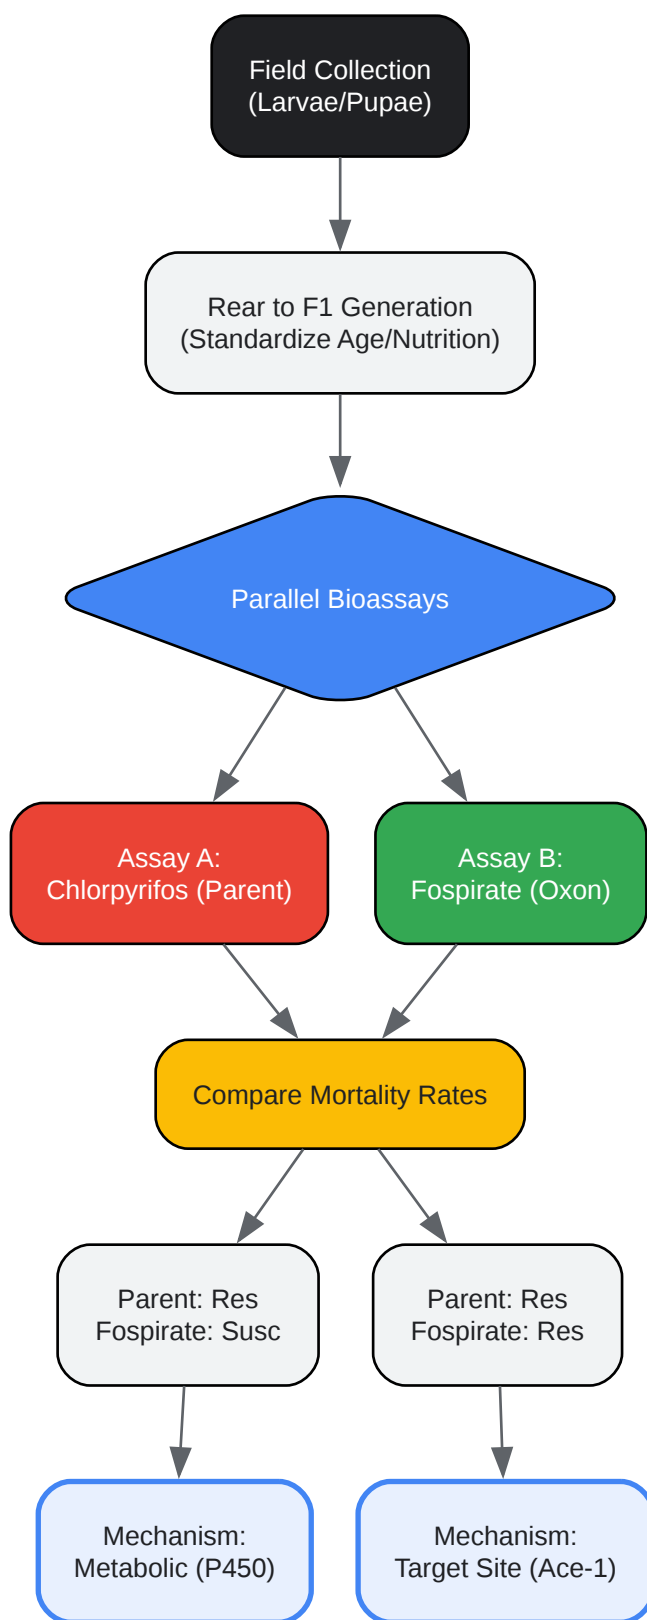 Field Collection
(Larvae/Pupae)
Rear to F1 Generation
(Standardize Age/Nutrition)
Parallel Bioassays
Assay A:
Chlorpyrifos (Parent)
Assay B:
Fospirate (Oxon)
Compare Mortality Rates
Parent: Res
Fospirate: Susc
Parent: Res
Fospirate: Res
Mechanism:
Metabolic (P450)
Mechanism:
Target Site (Ace-1)